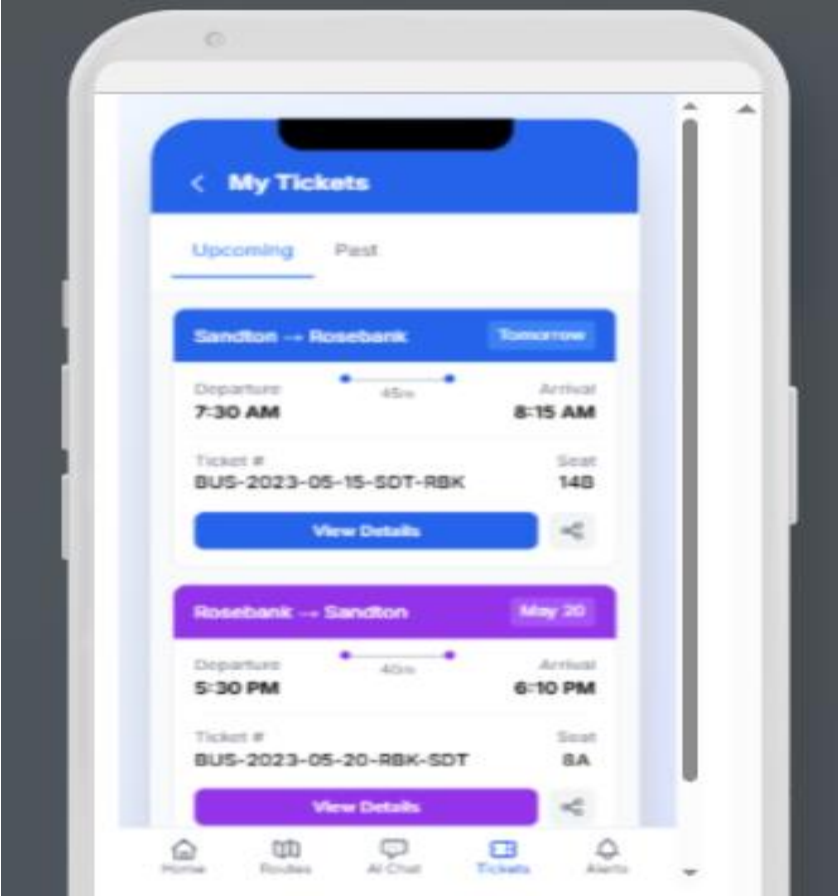 My Tickets
Upcoming Past
Sandton → Rosebank Tomorrow
Departure 45m Arrival
7:30 AM 8:15 AM
Ticket # Seat
BUS-2023-05-15-SDT-RBK 14B
View Details
Rosebank → Sandton May 20
Departure 40m Arrival
5:30 PM 6:10 PM
Ticket # Seat
BUS-2023-05-20-RBK-SDT 8A
View Details
Home Routes AI Chat Tickets Alerts